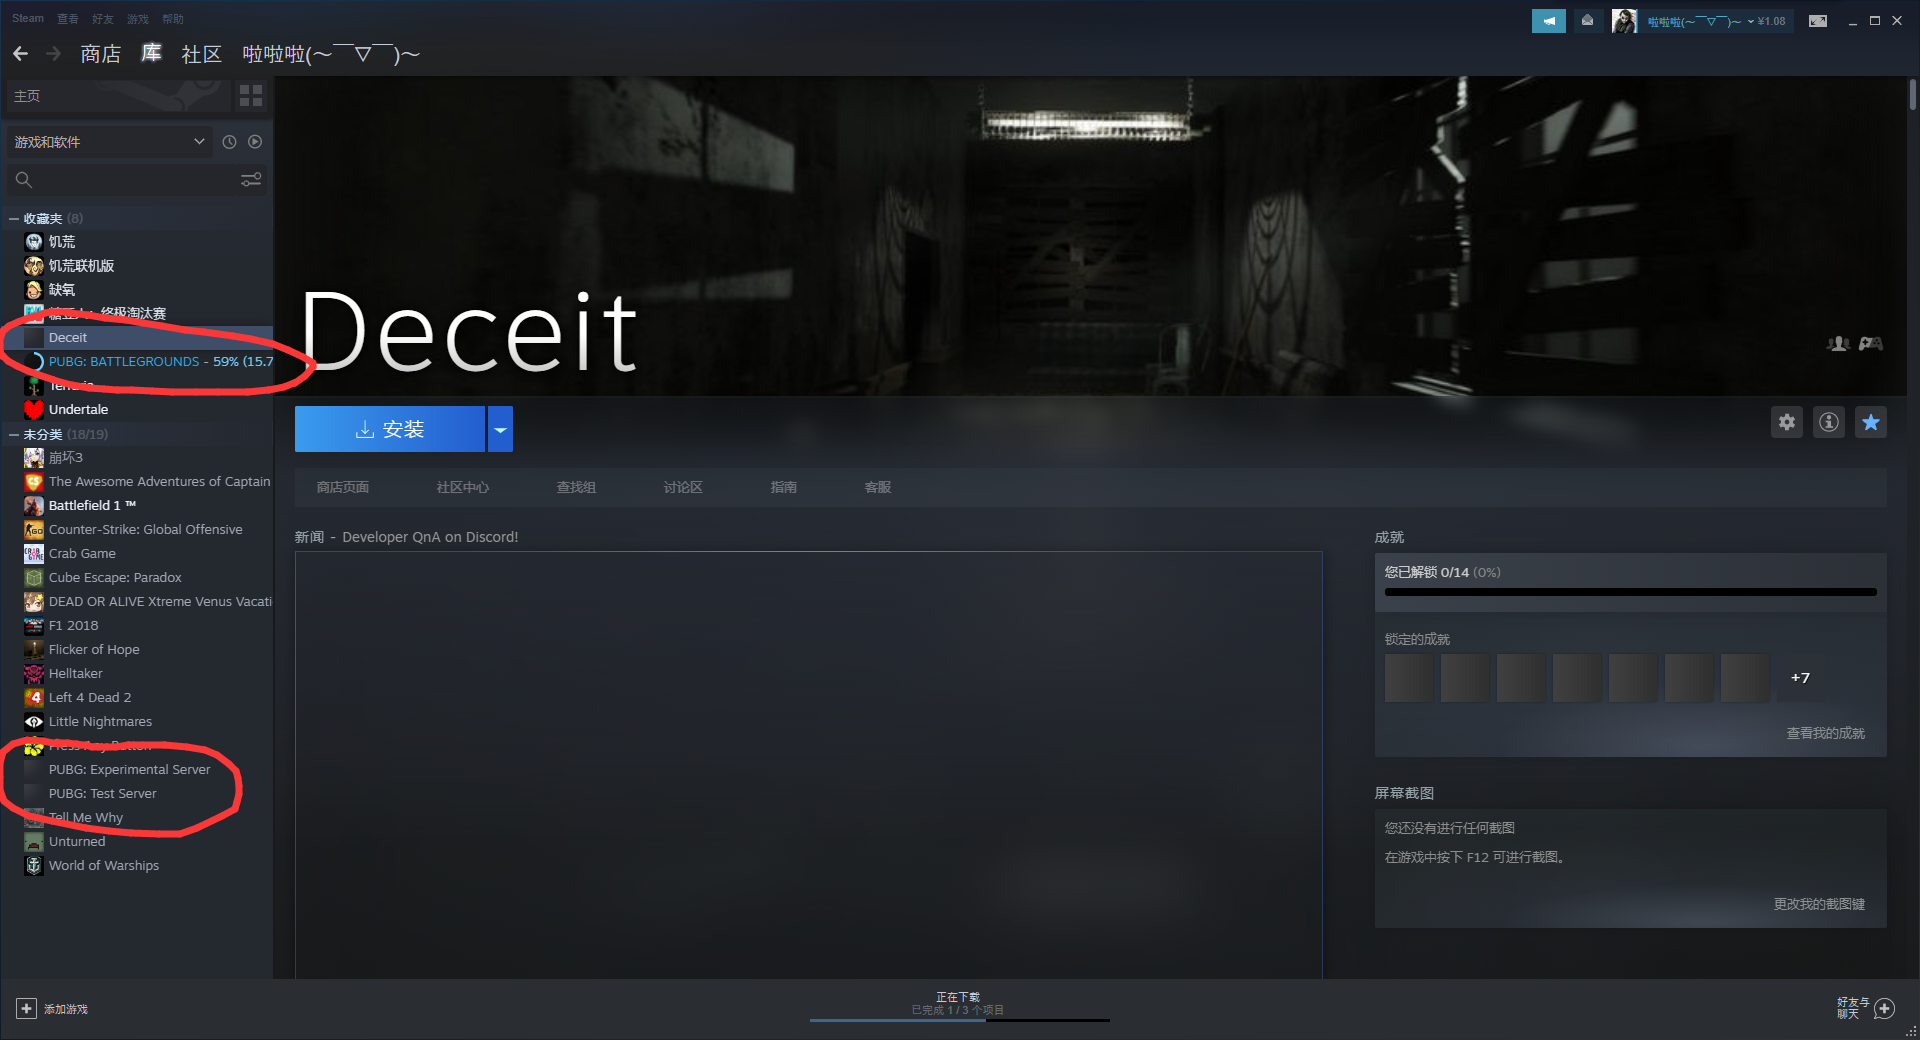 Steam 查看 好友 游戏 帮助
啦啦啦(～￣▽￣)～ ¥1.08
商店 库 社区 啦啦啦(～￣▽￣)～
主页
游戏和软件
收藏夹 (8)
饥荒
饥荒联机版
缺氧
终极淘汰赛
Deceit
PUBG: BATTLEGROUNDS - 59% (15.7
Terraria
Undertale
未分类 (18/19)
崩坏3
The Awesome Adventures of Captain
Battlefield 1 ™
Counter-Strike: Global Offensive
Crab Game
Cube Escape: Paradox
DEAD OR ALIVE Xtreme Venus Vacati
F1 2018
Flicker of Hope
Helltaker
Left 4 Dead 2
Little Nightmares
Press Any Button
PUBG: Experimental Server
PUBG: Test Server
Tell Me Why
Unturned
World of Warships
添加游戏
Deceit
安装
商店页面 社区中心 查找组 讨论区 指南 客服
新闻 - Developer QnA on Discord!
成就
您已解锁 0/14 (0%)
锁定的成就
+7
查看我的成就
屏幕截图
您还没有进行任何截图
在游戏中按下 F12 可进行截图。
更改我的截图键
正在下载
已完成 1 / 3 个项目
好友与
聊天